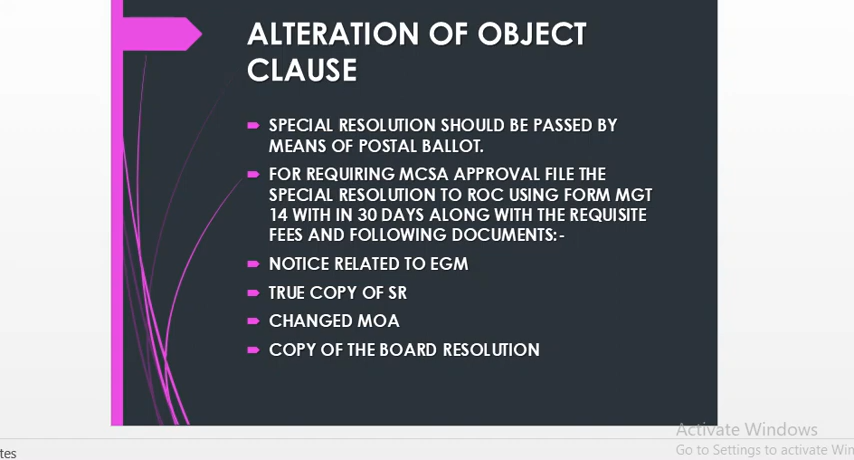 ALTERATION OF OBJECT
CLAUSE
SPECIAL RESOLUTION SHOULD BE PASSED BY
MEANS OF POSTAL BALLOT.
FOR REQUIRING MCSA APPROVAL FILE THE
SPECIAL RESOLUTION TO ROC USING FORM MGT
14 WITH IN 30 DAYS ALONG WITH THE REQUISITE
FEES AND FOLLOWING DOCUMENTS:-
NOTICE RELATED TO EGM
TRUE COPY OF SR
CHANGED MOA
COPY OF THE BOARD RESOLUTION
Activate Windows
Go to Settings to activate Win
tes